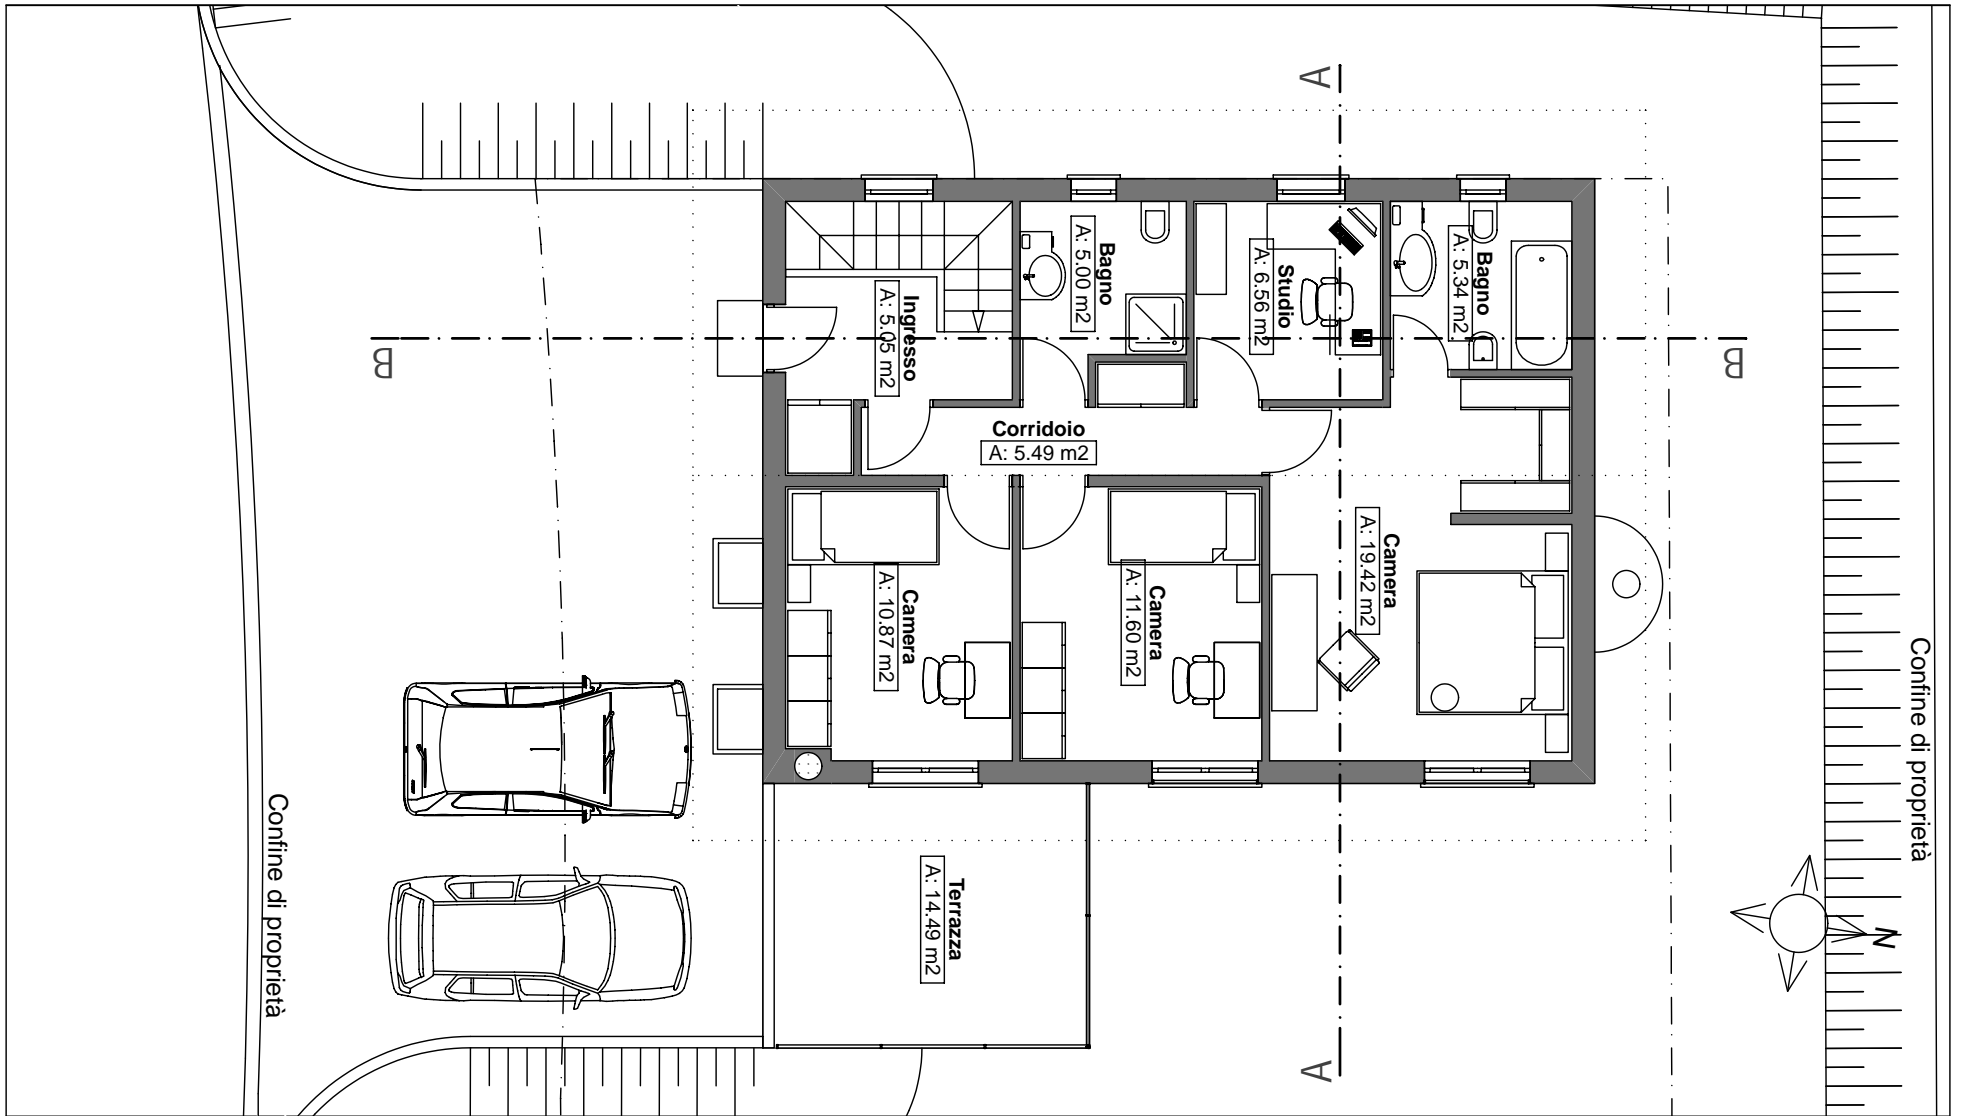 A
B
B
Ingresso
A: 5.05 m2
Bagno
A: 5.00 m2
Studio
A: 6.56 m2
Bagno
A: 5.34 m2
Corridoio
A: 5.49 m2
Camera
A: 10.87 m2
Camera
A: 11.60 m2
Camera
A: 19.42 m2
Terrazza
A: 14.49 m2
Confine di proprietà
Confine di proprietà
N
A